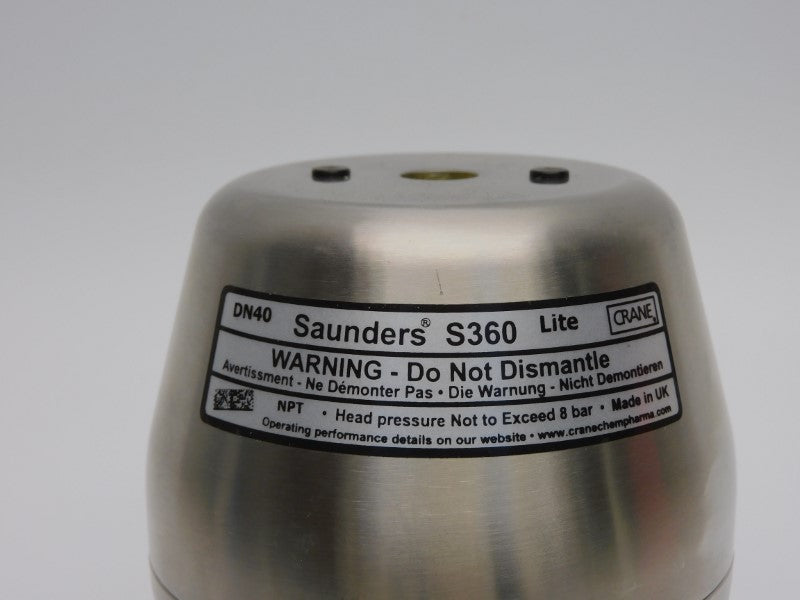 DN40 Saunders® S360 Lite CRANE
WARNING - Do Not Dismantle
Avertissment - Ne Démonter Pas • Die Warnung - Nicht Demontieren
NPT • Head pressure Not to Exceed 8 bar • Made in UK
Operating performance details on our website • www.cranechempharma.com